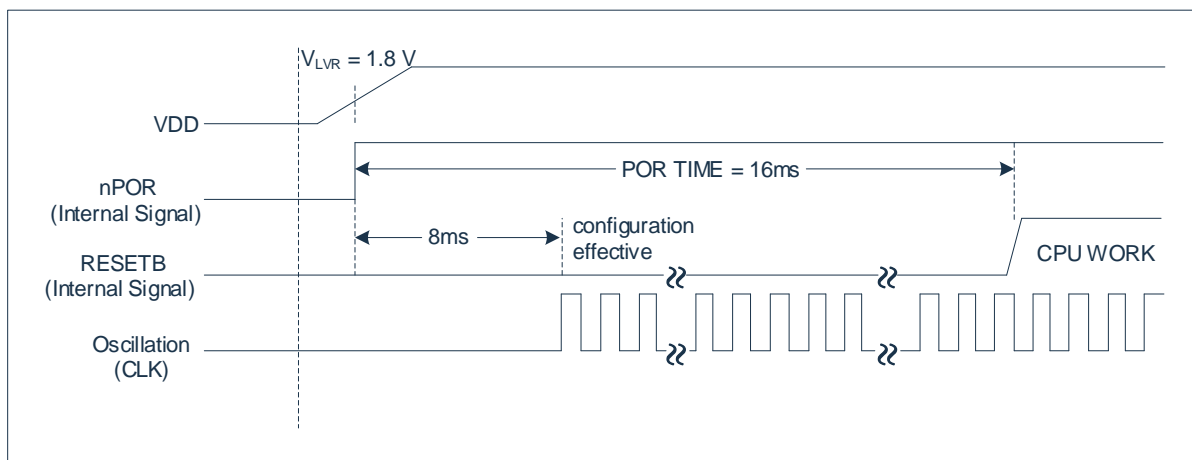 V_LVR = 1.8 V
VDD
POR TIME = 16ms
nPOR
(Internal Signal)
8ms
configuration
effective
RESETB
(Internal Signal)
CPU WORK
Oscillation
(CLK)